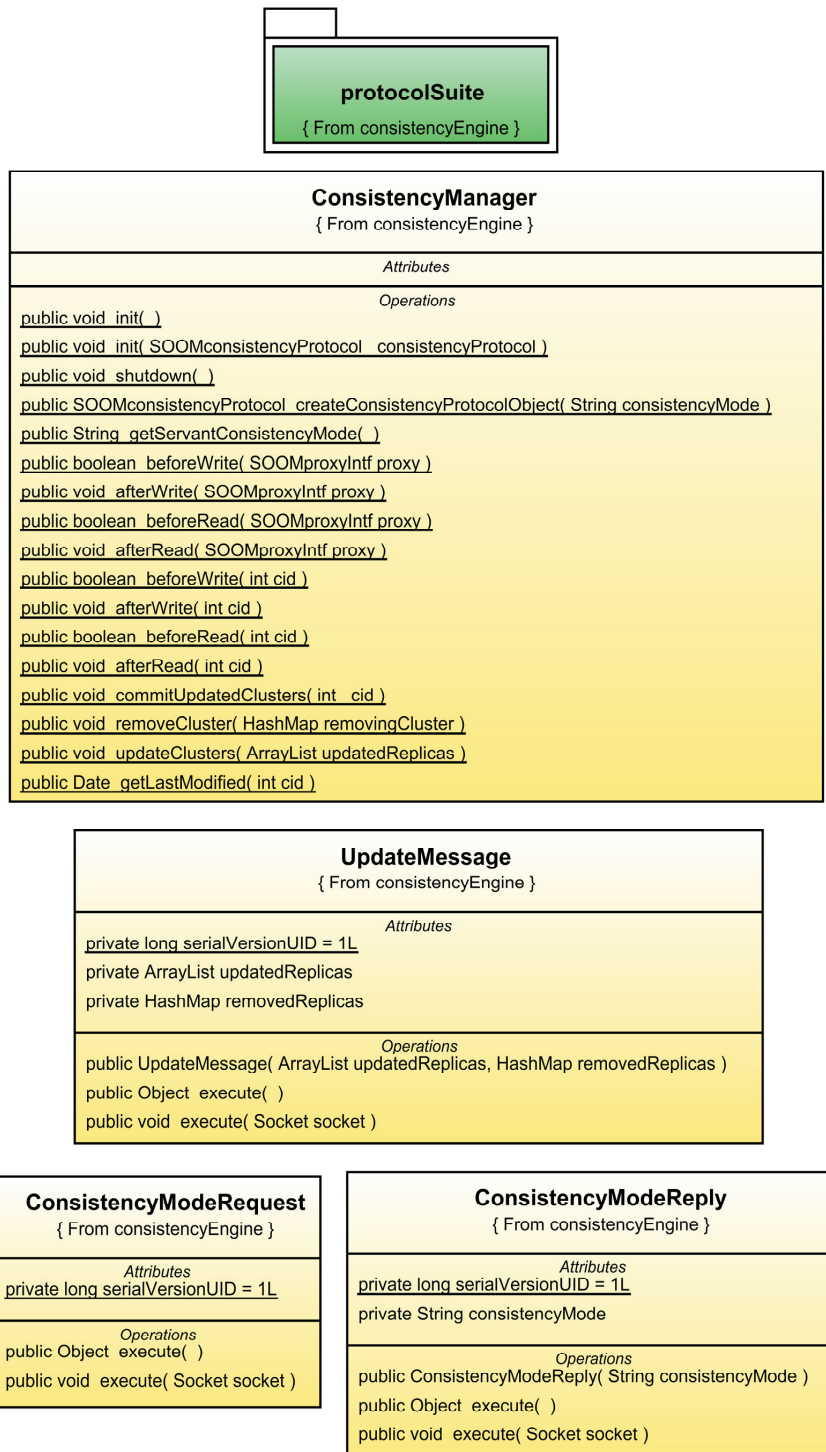 protocolSuite
{ From consistencyEngine }
ConsistencyManager
{ From consistencyEngine }
Attributes
Operations
public void init( )
public void init( SOOMconsistencyProtocol consistencyProtocol )
public void shutdown( )
public SOOMconsistencyProtocol createConsistencyProtocolObject( String consistencyMode )
public String getServantConsistencyMode( )
public boolean beforeWrite( SOOMproxyIntf proxy )
public void afterWrite( SOOMproxyIntf proxy )
public boolean beforeRead( SOOMproxyIntf proxy )
public void afterRead( SOOMproxyIntf proxy )
public boolean beforeWrite( int cid )
public void afterWrite( int cid )
public boolean beforeRead( int cid )
public void afterRead( int cid )
public void commitUpdatedClusters( int cid )
public void removeCluster( HashMap removingCluster )
public void updateClusters( ArrayList updatedReplicas )
public Date getLastModified( int cid )
UpdateMessage
{ From consistencyEngine }
Attributes
private long serialVersionUID = 1L
private ArrayList updatedReplicas
private HashMap removedReplicas
Operations
public UpdateMessage( ArrayList updatedReplicas, HashMap removedReplicas )
public Object execute( )
public void execute( Socket socket )
ConsistencyModeRequest
{ From consistencyEngine }
Attributes
private long serialVersionUID = 1L
Operations
public Object execute( )
public void execute( Socket socket )
ConsistencyModeReply
{ From consistencyEngine }
Attributes
private long serialVersionUID = 1L
private String consistencyMode
Operations
public ConsistencyModeReply( String consistencyMode )
public Object execute( )
public void execute( Socket socket )